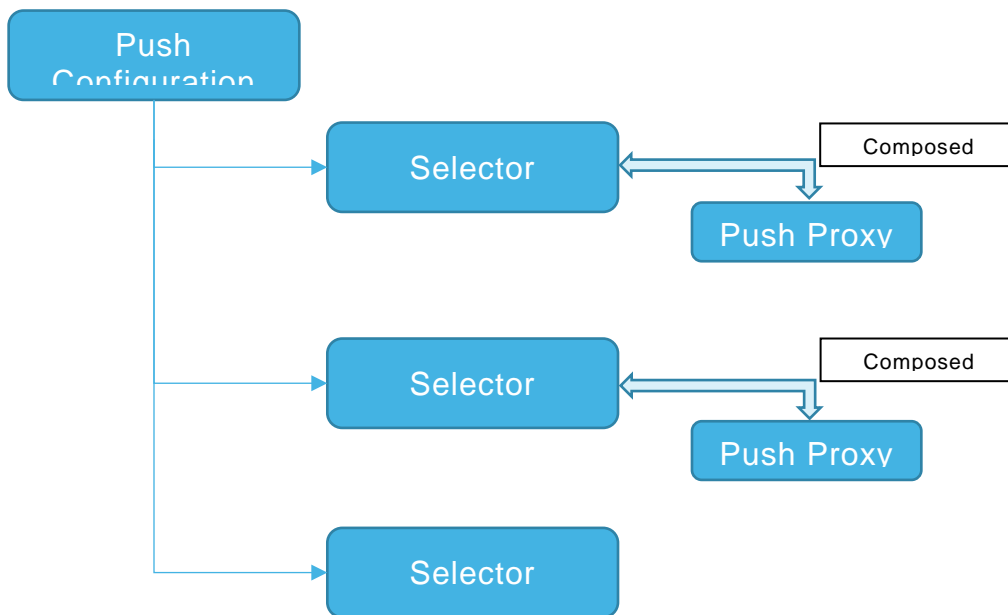 Push
Configuration
Composed
Selector
Push Proxy
Composed
Selector
Push Proxy
Selector